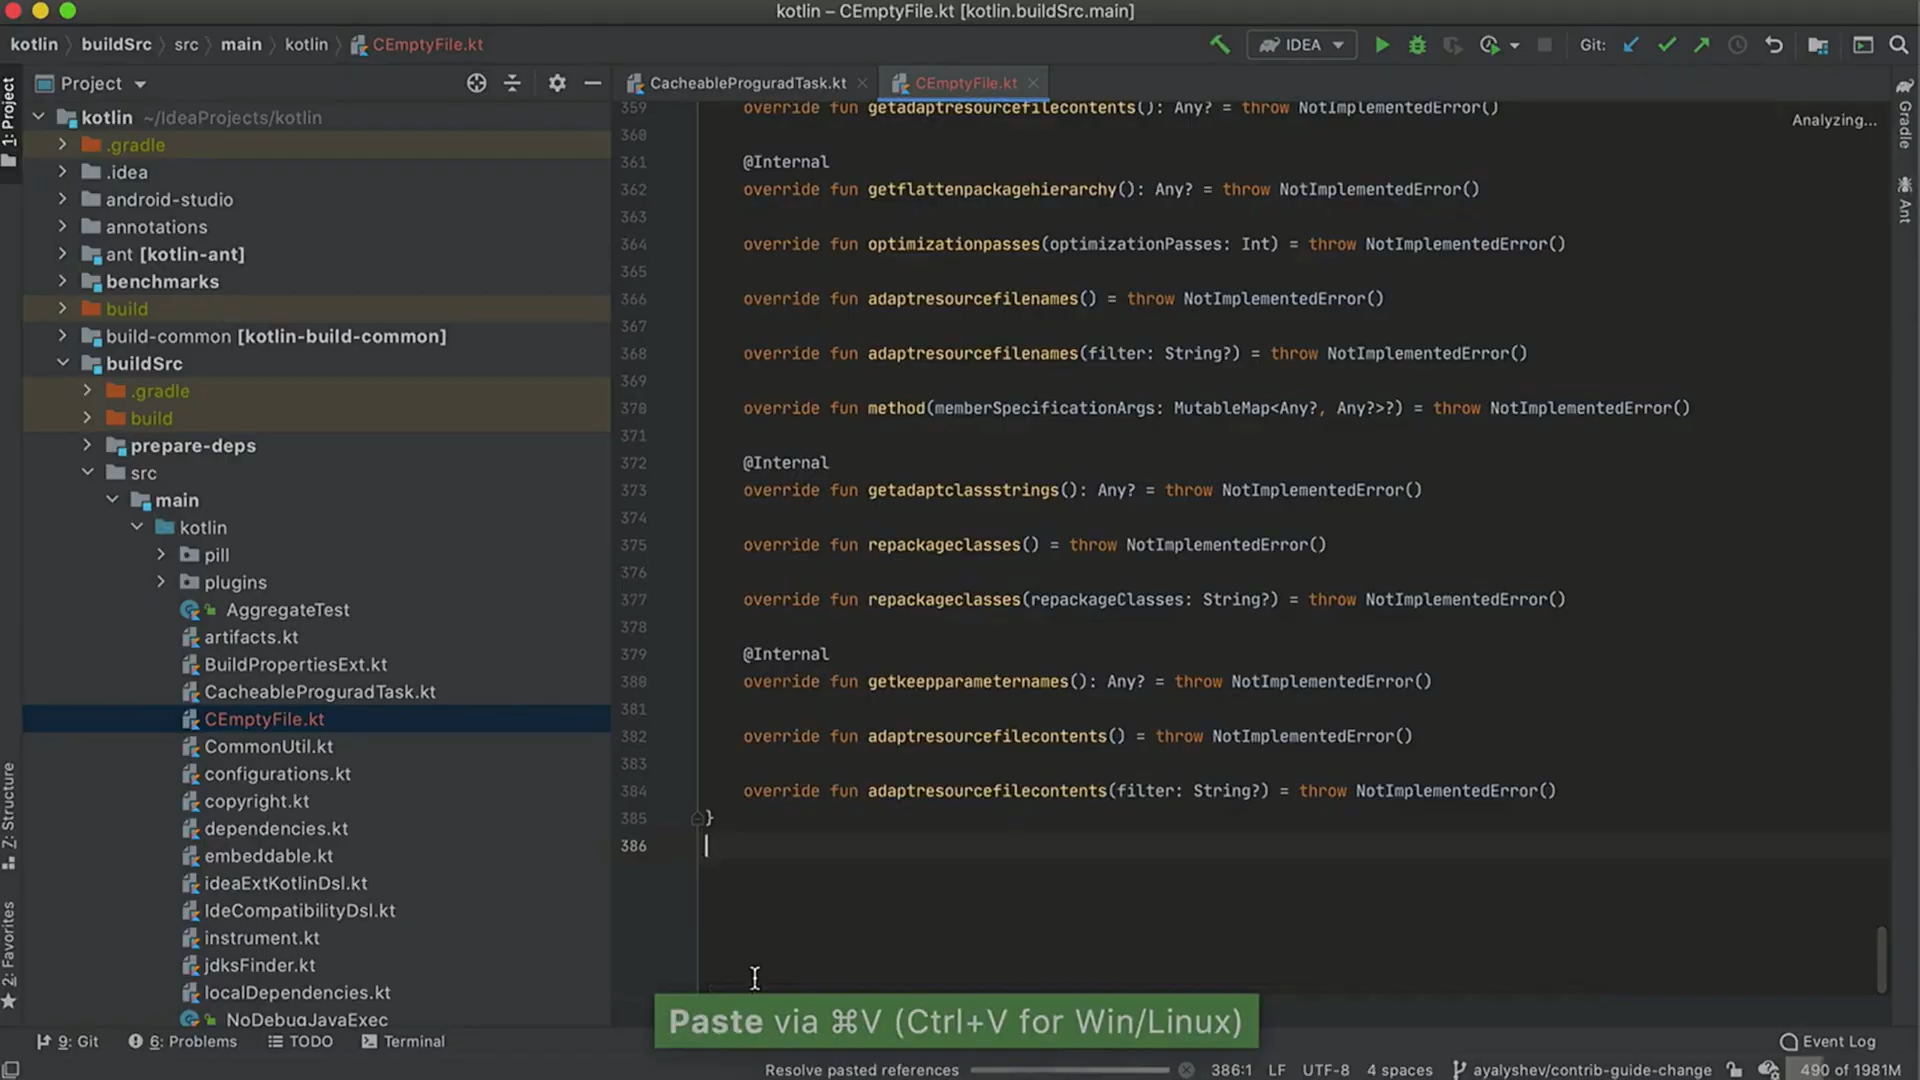 kotlin – CEmptyFile.kt [kotlin.buildSrc.main]
kotlin buildSrc src main kotlin CEmptyFile.kt IDEA Git:
Project CacheableProguradTask.kt CEmptyFile.kt
Analyzing...
1: Project
Z: Structure
2: Favorites
Gradle
Ant
kotlin ~/IdeaProjects/kotlin
.gradle
.idea
android-studio
annotations
ant [kotlin-ant]
benchmarks
build
build-common [kotlin-build-common]
buildSrc
.gradle
build
prepare-deps
src
main
kotlin
pill
plugins
AggregateTest
artifacts.kt
BuildPropertiesExt.kt
CacheableProguradTask.kt
CEmptyFile.kt
CommonUtil.kt
configurations.kt
copyright.kt
dependencies.kt
embeddable.kt
ideaExtKotlinDsl.kt
IdeCompatibilityDsl.kt
instrument.kt
jdksFinder.kt
localDependencies.kt
NoDebugJavaExec
359 override fun getadaptresourcefilecontents(): Any? = throw NotImplementedError()
360
361 @Internal
362 override fun getflattenpackagehierarchy(): Any? = throw NotImplementedError()
363
364 override fun optimizationpasses(optimizationPasses: Int) = throw NotImplementedError()
365
366 override fun adaptresourcefilenames() = throw NotImplementedError()
367
368 override fun adaptresourcefilenames(filter: String?) = throw NotImplementedError()
369
370 override fun method(memberSpecificationArgs: MutableMap<Any?, Any?>?) = throw NotImplementedError()
371
372 @Internal
373 override fun getadaptclassstrings(): Any? = throw NotImplementedError()
374
375 override fun repackageclasses() = throw NotImplementedError()
376
377 override fun repackageclasses(repackageClasses: String?) = throw NotImplementedError()
378
379 @Internal
380 override fun getkeepparameternames(): Any? = throw NotImplementedError()
381
382 override fun adaptresourcefilecontents() = throw NotImplementedError()
383
384 override fun adaptresourcefilecontents(filter: String?) = throw NotImplementedError()
385 }
386
Paste via ⌘V (Ctrl+V for Win/Linux)
9: Git 6: Problems TODO Terminal Event Log
Resolve pasted references 386:1 LF UTF-8 4 spaces ayalyshev/contrib-guide-change 490 of 1981M